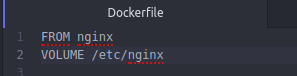 Dockerfile
1 FROM nginx
2 VOLUME /etc/nginx